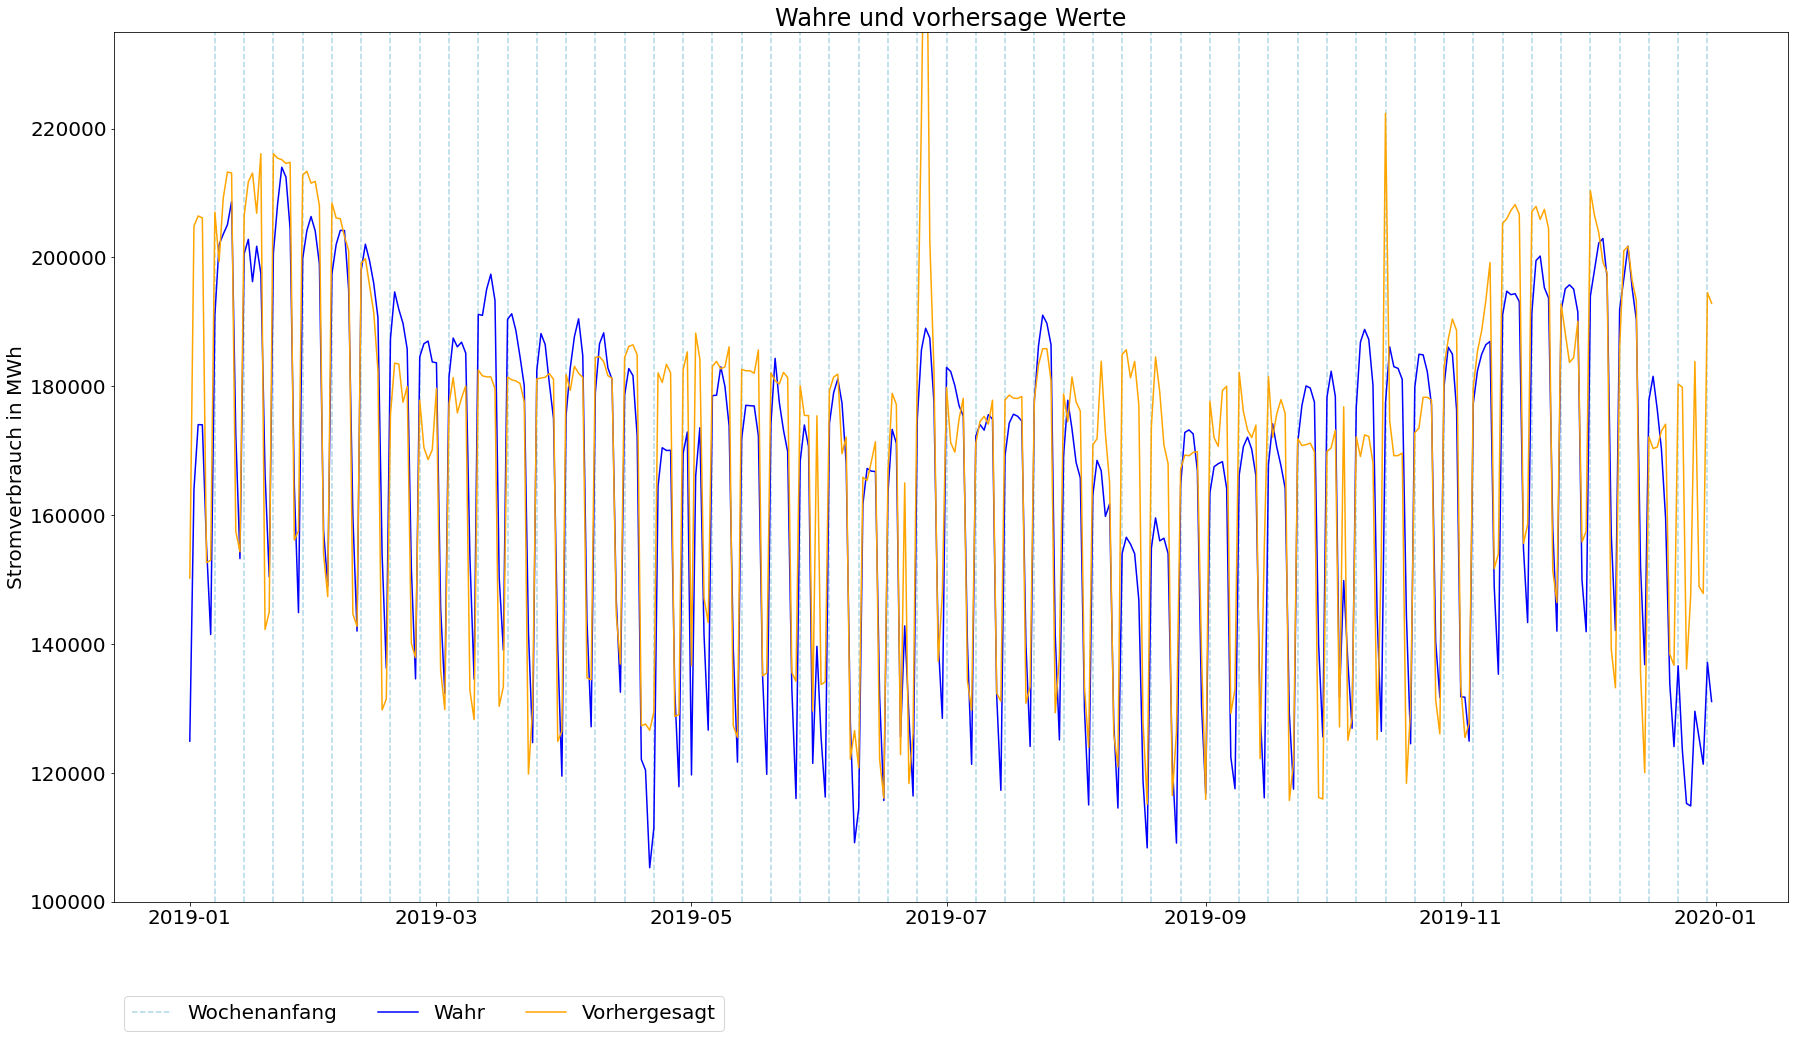 Wahre und vorhersage Werte
Stromverbrauch in MWh
220000
200000
180000
160000
140000
120000
100000
2019-01 2019-03 2019-05 2019-07 2019-09 2019-11 2020-01
Wochenanfang Wahr Vorhergesagt